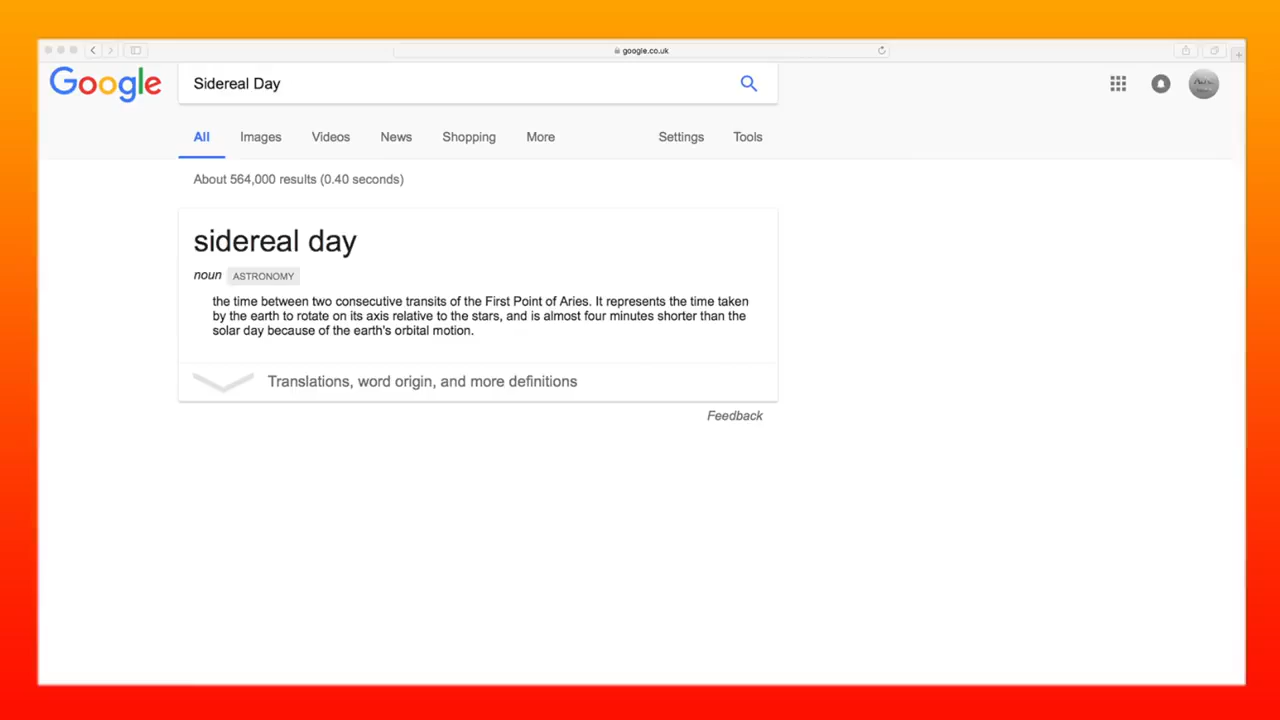 google.co.uk
Google
Sidereal Day
All Images Videos News Shopping More Settings Tools
About 564,000 results (0.40 seconds)
sidereal day
noun ASTRONOMY
the time between two consecutive transits of the First Point of Aries. It represents the time taken
by the earth to rotate on its axis relative to the stars, and is almost four minutes shorter than the
solar day because of the earth's orbital motion.
Translations, word origin, and more definitions
Feedback